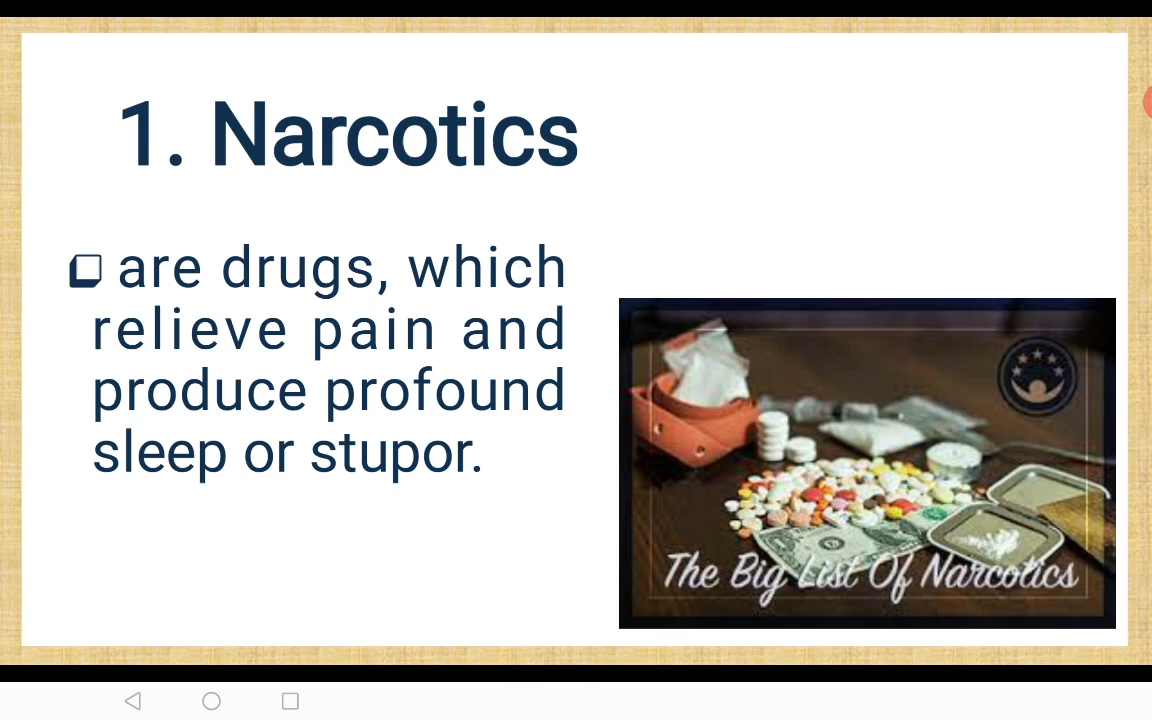 1. Narcotics
❑ are drugs, which
relieve pain and
produce profound
sleep or stupor.
The Big List Of Narcotics